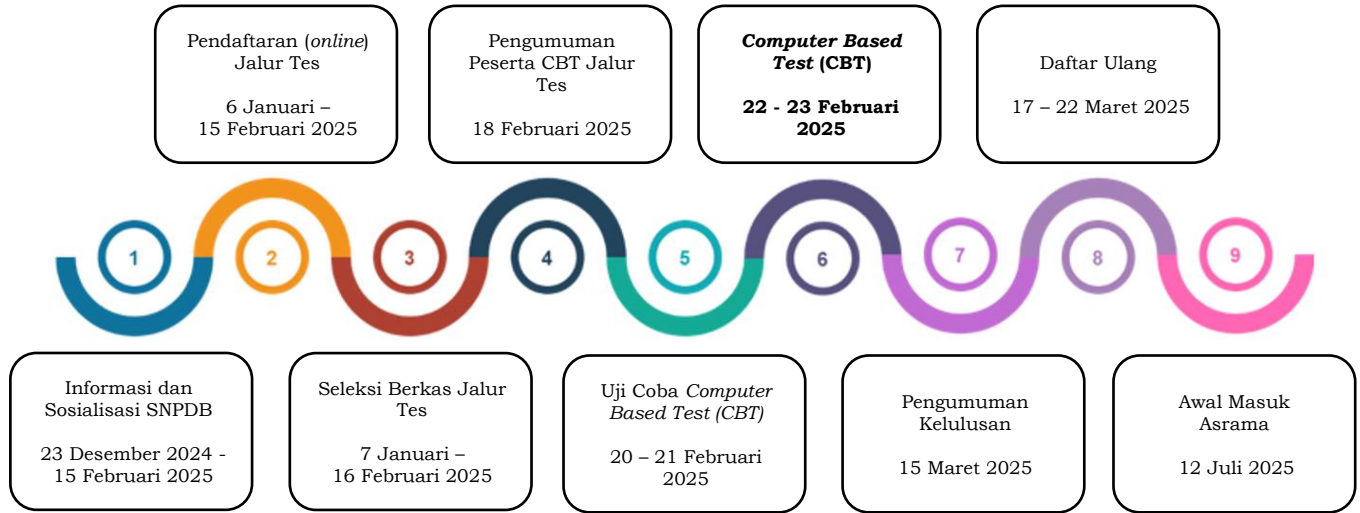 Pendaftaran (online)
Jalur Tes
6 Januari –
15 Februari 2025
Pengumuman
Peserta CBT Jalur
Tes
18 Februari 2025
Computer Based
Test (CBT)
22 - 23 Februari
2025
Daftar Ulang
17 – 22 Maret 2025
1
2
3
4
5
6
7
8
9
Informasi dan
Sosialisasi SNPDB
23 Desember 2024 -
15 Februari 2025
Seleksi Berkas Jalur
Tes
7 Januari –
16 Februari 2025
Uji Coba Computer
Based Test (CBT)
20 – 21 Februari
2025
Pengumuman
Kelulusan
15 Maret 2025
Awal Masuk
Asrama
12 Juli 2025